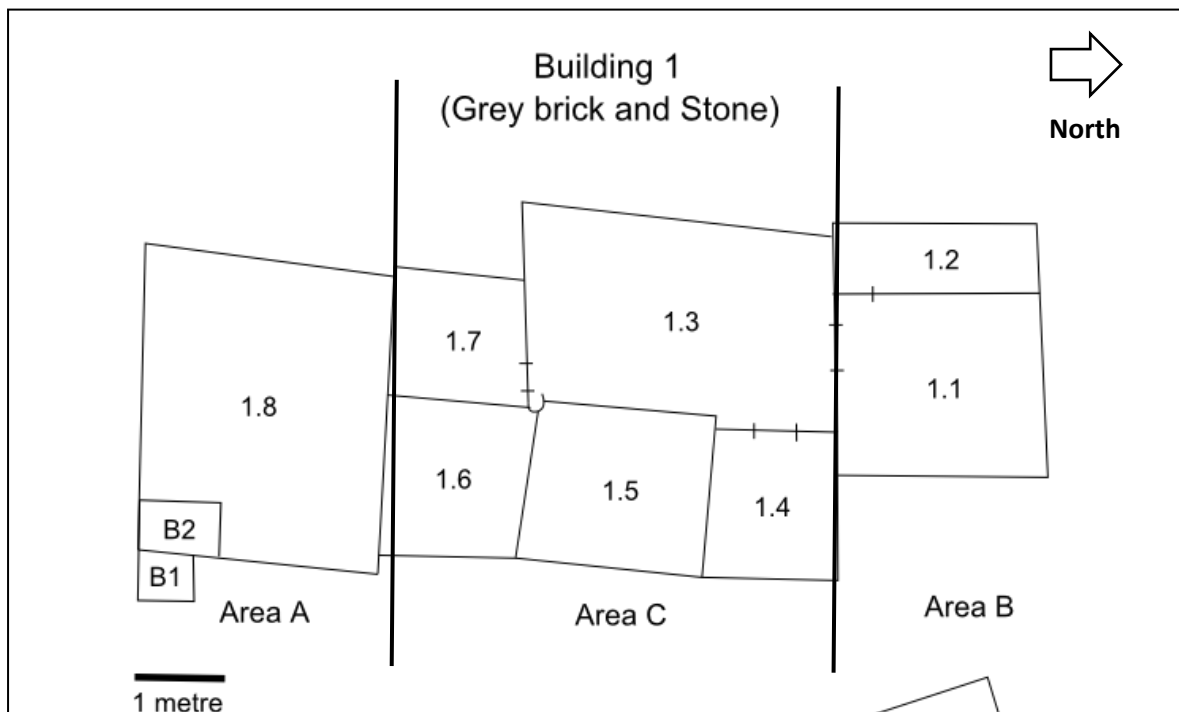 Building 1
(Grey brick and Stone)
North
1.2
1.3
1.7
1.1
1.8
1.6
1.5
1.4
B2
B1
Area A
Area C
Area B
1 metre